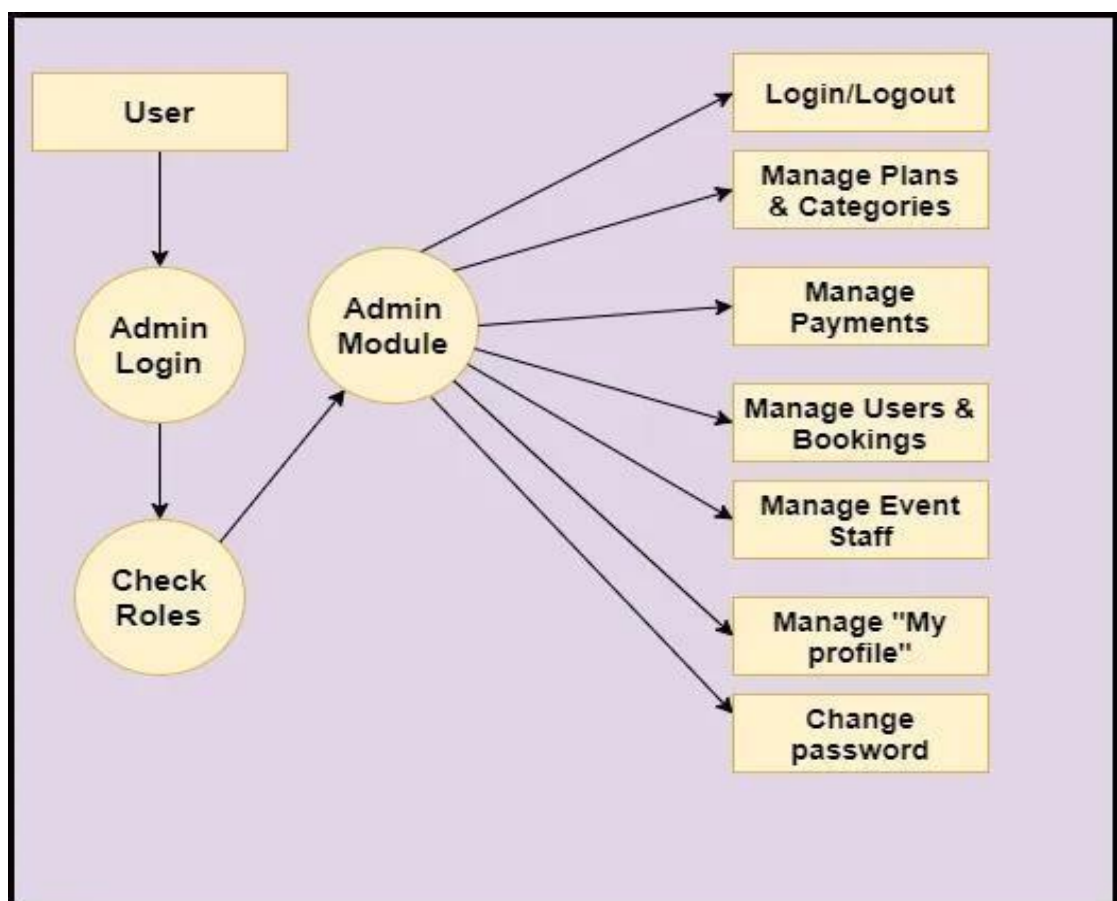 User
Admin
Login
Check
Roles
Admin
Module
Login/Logout
Manage Plans
& Categories
Manage
Payments
Manage Users &
Bookings
Manage Event
Staff
Manage "My
profile"
Change
password